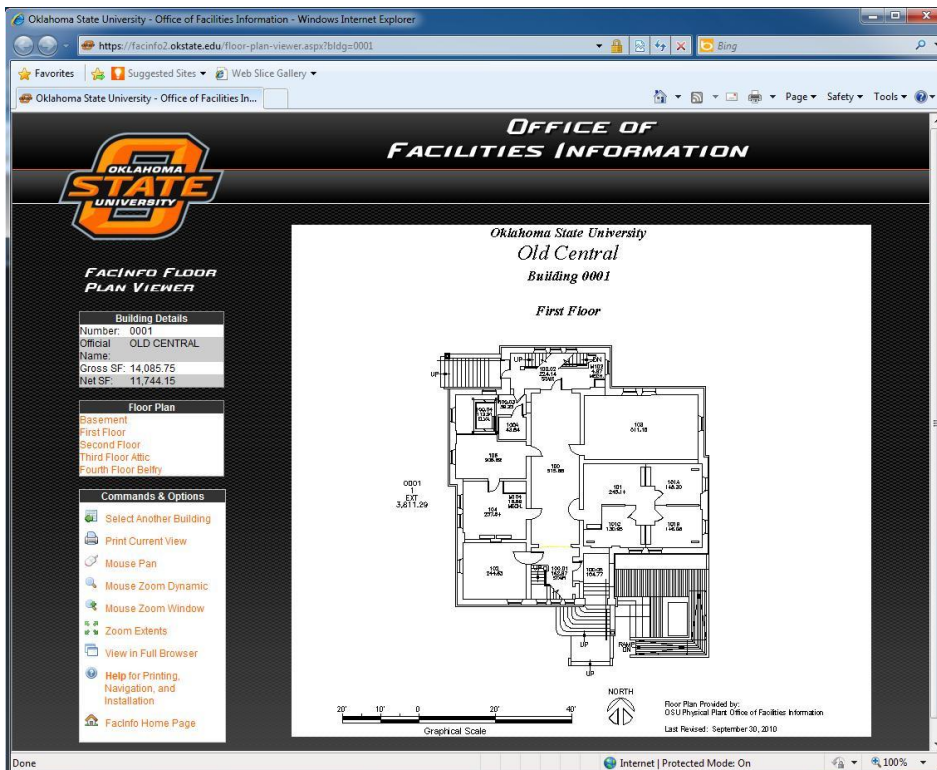 Oklahoma State University - Office of Facilities Information - Windows Internet Explorer
https://facinfo2.okstate.edu/floor-plan-viewer.aspx?bldg=0001
Bing
Favorites
Suggested Sites
Web Slice Gallery
Oklahoma State University - Office of Facilities In...
Page
Safety
Tools
OFFICE OF
FACILITIES INFORMATION
OKLAHOMA
STATE
UNIVERSITY
FACINFO FLOOR
PLAN VIEWER
Building Details
Number: 0001
Official OLD CENTRAL
Name:
Gross SF: 14,085.75
Net SF: 11,744.15
Floor Plan
Basement
First Floor
Second Floor
Third Floor Attic
Fourth Floor Belfry
Commands & Options
Select Another Building
Print Current View
Mouse Pan
Mouse Zoom Dynamic
Mouse Zoom Window
Zoom Extents
View in Full Browser
Help for Printing,
Navigation, and
Installation
FacInfo Home Page
Oklahoma State University
Old Central
Building 0001
First Floor
UP
DN
UP
STAIR
103
100
101
101A
101B
101C
104
0001
1
EXT
3,611.29
STAIR
UP
RAMP
DN
UP
NORTH
20' 10' 0 20' 40'
Graphical Scale
Floor Plan Provided by:
OSU Physical Plant Office of Facilities Information
Last Revised: September 30, 2010
Done
Internet | Protected Mode: On
100%